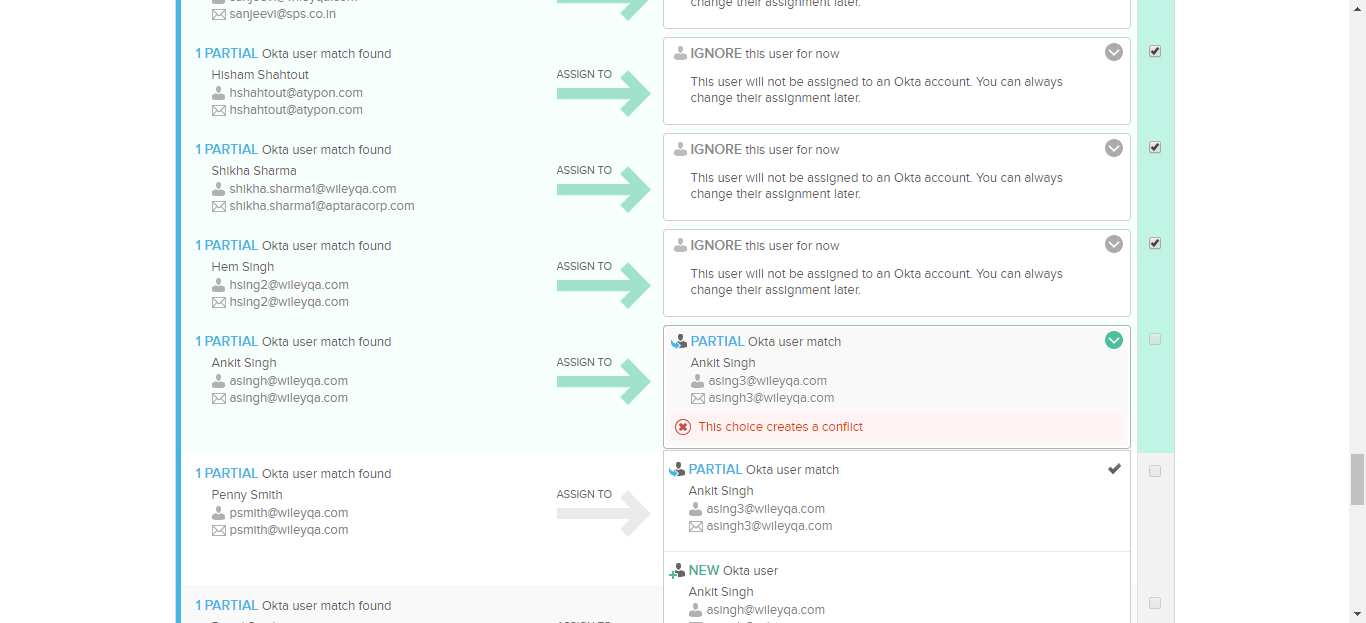 sanjeevi@wileyqa.com
change their assignment later.
sanjeevi@sps.co.in
1 PARTIAL Okta user match found
IGNORE this user for now
Hisham Shahtout
ASSIGN TO
This user will not be assigned to an Okta account. You can always
hshahtout@atypon.com
change their assignment later.
hshahtout@atypon.com
1 PARTIAL Okta user match found
IGNORE this user for now
Shikha Sharma
ASSIGN TO
This user will not be assigned to an Okta account. You can always
shikha.sharma1@wileyqa.com
change their assignment later.
shikha.sharma1@aptaracorp.com
1 PARTIAL Okta user match found
IGNORE this user for now
Hem Singh
ASSIGN TO
This user will not be assigned to an Okta account. You can always
hsing2@wileyqa.com
change their assignment later.
hsing2@wileyqa.com
1 PARTIAL Okta user match found
PARTIAL Okta user match
Ankit Singh
ASSIGN TO
Ankit Singh
asingh@wileyqa.com
asing3@wileyqa.com
asingh@wileyqa.com
asingh3@wileyqa.com
This choice creates a conflict
1 PARTIAL Okta user match found
PARTIAL Okta user match
Penny Smith
ASSIGN TO
Ankit Singh
psmith@wileyqa.com
asing3@wileyqa.com
psmith@wileyqa.com
asingh3@wileyqa.com
NEW Okta user
Ankit Singh
1 PARTIAL Okta user match found
asingh@wileyqa.com